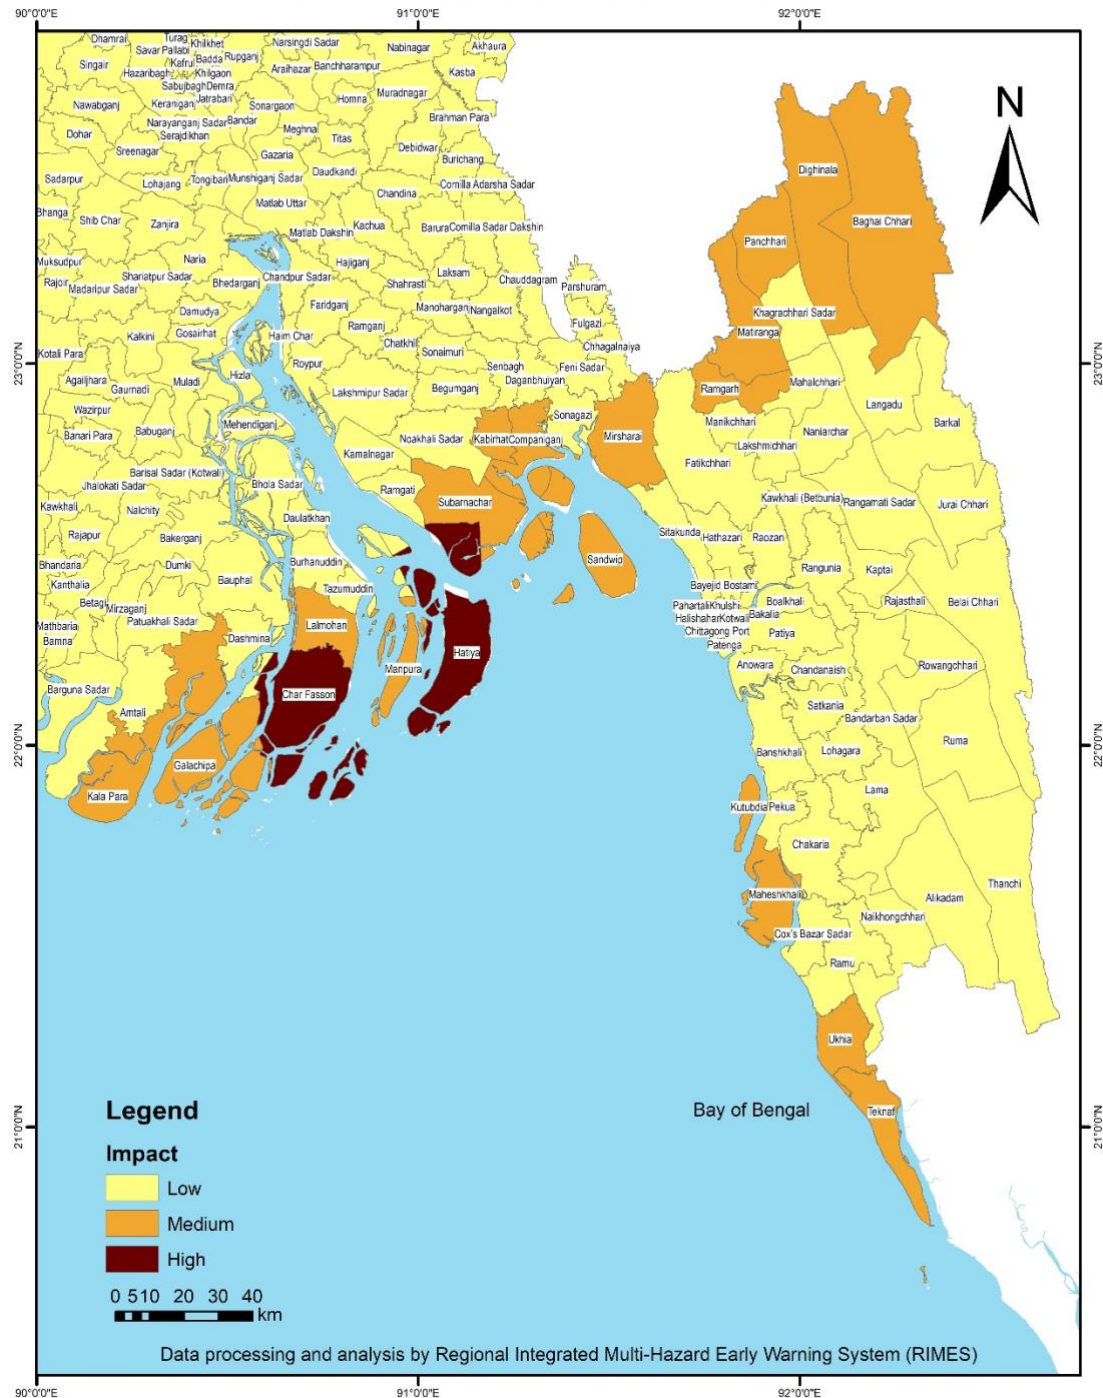 90°0'0"E 91°0'0"E 92°0'0"E
Dhamrai Turag Khilkhet Narsingdi Sadar Nabinagar Akhaura
Savar Pallabi Badda Rupganj
Singair Kafrul Araihazar Banchharampur Kasba
Hazaribagh Khilgaon
Sabujbagh Demra Muradnagar
Nawabganj Keraniganj Jatrabari Sonargaon Homna
Narayanganj Sadar Bandar Brahman Para
Dohar Serajdikhan Meghna Titas
Sreenagar Gazaria Debidwar Burichang
Sadarpur Lohajang Tongibari Munshiganj Sadar Daudkandi Comilla Adarsha Sadar
Chandina
Bhanga Shib Char Zanjira Matlab Uttar Kachua Barura Comilla Sadar Dakshin
Matlab Dakshin
Muksudpur Naria Hajiganj Laksam
Rajoir Shariatpur Sadar Bhedarganj Chandpur Sadar Shahrasti Chauddagram Parshuram
Madaripur Sadar
Damudya Faridganj Manoharganj Nangalkot
Kalkini Gosairhat Haim Char Ramganj Fulgazi
Chatkhil Sonaimuri Chhagalnaiya
Kotali Para Roypur Senbagh Feni Sadar
Agailjhara Muladi Hizla Daganbhuiyan
Gaurnadi Lakshmipur Sadar Begumganj
Wazirpur Sonagazi
Banari Para Babuganj Mehendiganj Noakhali Sadar Kabirhat Companiganj Mirsharai
Kamalnagar
Barisal Sadar (Kotwali) Bhola Sadar Ramgati
Jhalokati Sadar Subarnachar
Kawkhali Nalchity Daulatkhan
Rajapur Bakerganj
Bhandaria Dumki Burhanuddin Sandwip
Kanthalia Bauphal Tazumuddin
Betagi Mirzaganj
Mathbaria Patuakhali Sadar Lalmohan
Bamna Dashmina Hatiya
Manpura
Barguna Sadar Char Fasson
Amtali
Galachipa
Kala Para
N
Dighinala
Baghai Chhari
Panchhari
Khagrachhari Sadar
Matiranga
Ramgarh Mahalchhari
Langadu
Manikchhari Barkal
Lakshmichhari Naniarchar
Fatikchhari
Kawkhali (Betbunia) Rangamati Sadar Jurai Chhari
Sitakunda Hathazari Raozan
Rangunia Kaptai
Bayejid Bostami
Pahartali Khulshi Boalkhali Rajasthali Belai Chhari
Halishahar Kotwali Bakalia
Chittagong Port Patiya
Patenga
Anowara Chandanaish Rowangchhari
Satkania
Bandarban Sadar
Banshkhali Lohagara Ruma
Lama
Kutubdia Pekua
Chakaria
Thanchi
Maheshkhali Alikadam
Naikhongchhari
Cox's Bazar Sadar
Ramu
Ukhia
Teknaf
Bay of Bengal
23°0'0"N 23°0'0"N
22°0'0"N 22°0'0"N
21°0'0"N 21°0'0"N
Legend
Impact
Low
Medium
High
0 5 10 20 30 40
km
Data processing and analysis by Regional Integrated Multi-Hazard Early Warning System (RIMES)
90°0'0"E 91°0'0"E 92°0'0"E